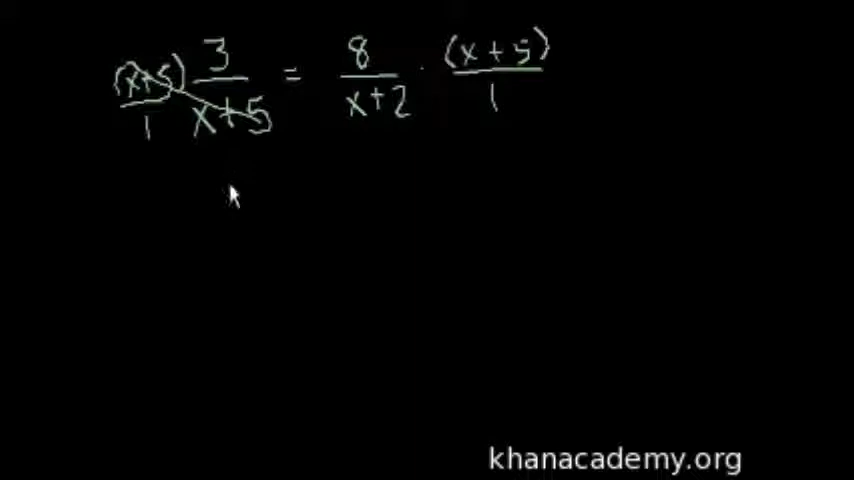 (x+5)/1 3/(x+5) = 8/(x+2) · (x+5)/1
khanacademy.org